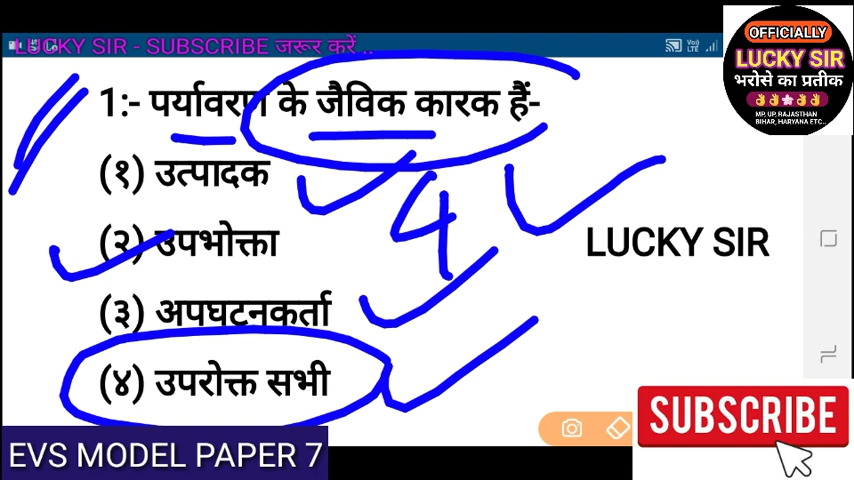 LUCKY SIR - SUBSCRIBE जरूर करें ..
OFFICIALLY
LUCKY SIR
भरोसे का प्रतीक
MP, UP, RAJASTHAN
BIHAR, HARYANA ETC..
1:- पर्यावरण के जैविक कारक हैं-
(१) उत्पादक
4
(२) उपभोक्ता
LUCKY SIR
(३) अपघटनकर्ता
(४) उपरोक्त सभी
SUBSCRIBE
EVS MODEL PAPER 7